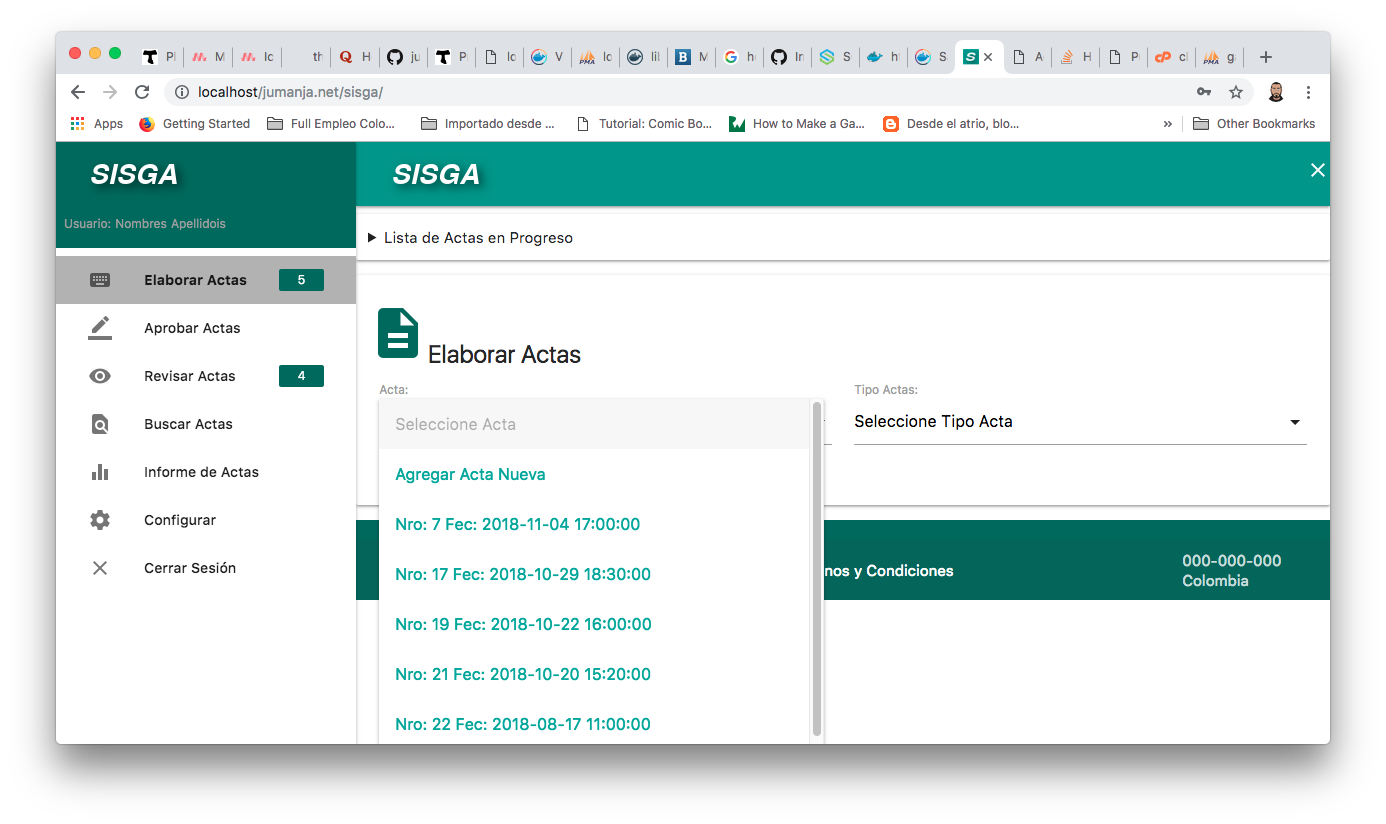 Pl
M
Ic
th
H
ju
P
Ic
V
Ic
lil
M
h
In
S
h
S
A
H
P
cl
g
localhost/jumanja.net/sisga/
Apps
Getting Started
Full Empleo Colo...
Importado desde ...
Tutorial: Comic Bo...
How to Make a Ga...
Desde el atrio, blo...
»
Other Bookmarks
SISGA
SISGA
Usuario: Nombres Apellidois
Lista de Actas en Progreso
Elaborar Actas 5
Aprobar Actas
Revisar Actas 4
Buscar Actas
Informe de Actas
Configurar
Cerrar Sesión
Elaborar Actas
Acta:
Tipo Actas:
Seleccione Acta
Seleccione Tipo Acta
Agregar Acta Nueva
Nro: 7 Fec: 2018-11-04 17:00:00
Nro: 17 Fec: 2018-10-29 18:30:00
Nro: 19 Fec: 2018-10-22 16:00:00
Nro: 21 Fec: 2018-10-20 15:20:00
Nro: 22 Fec: 2018-08-17 11:00:00
nos y Condiciones
000-000-000
Colombia